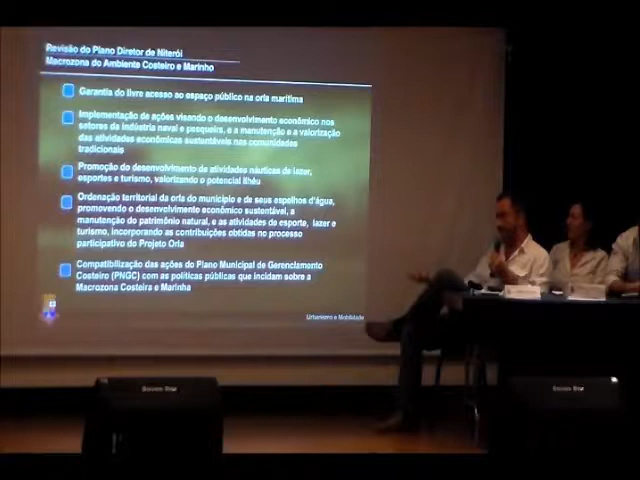 Revisão do Plano Diretor de Niterói
Macrozona do Ambiente Costeiro e Marinho
Garantia do livre acesso ao espaço público na orla marítima
Implementação de ações visando o desenvolvimento econômico nos
setores da indústria naval e pesqueira, e a manutenção e a valorização
das atividades econômicas sustentáveis nas comunidades
tradicionais
Promoção do desenvolvimento de atividades náuticas de lazer,
esportes e turismo, valorizando o potencial ilhéu
Ordenação territorial da orla do município e de seus espelhos d'água,
promovendo o desenvolvimento econômico sustentável, a
manutenção do patrimônio natural, e as atividades de esporte, lazer e
turismo, incorporando as contribuições obtidas no processo
participativo do Projeto Orla
Compatibilização das ações do Plano Municipal de Gerenciamento
Costeiro (PNGC) com as políticas públicas que incidam sobre a
Macrozona Costeira e Marinha
Urbanismo e Mobilidade